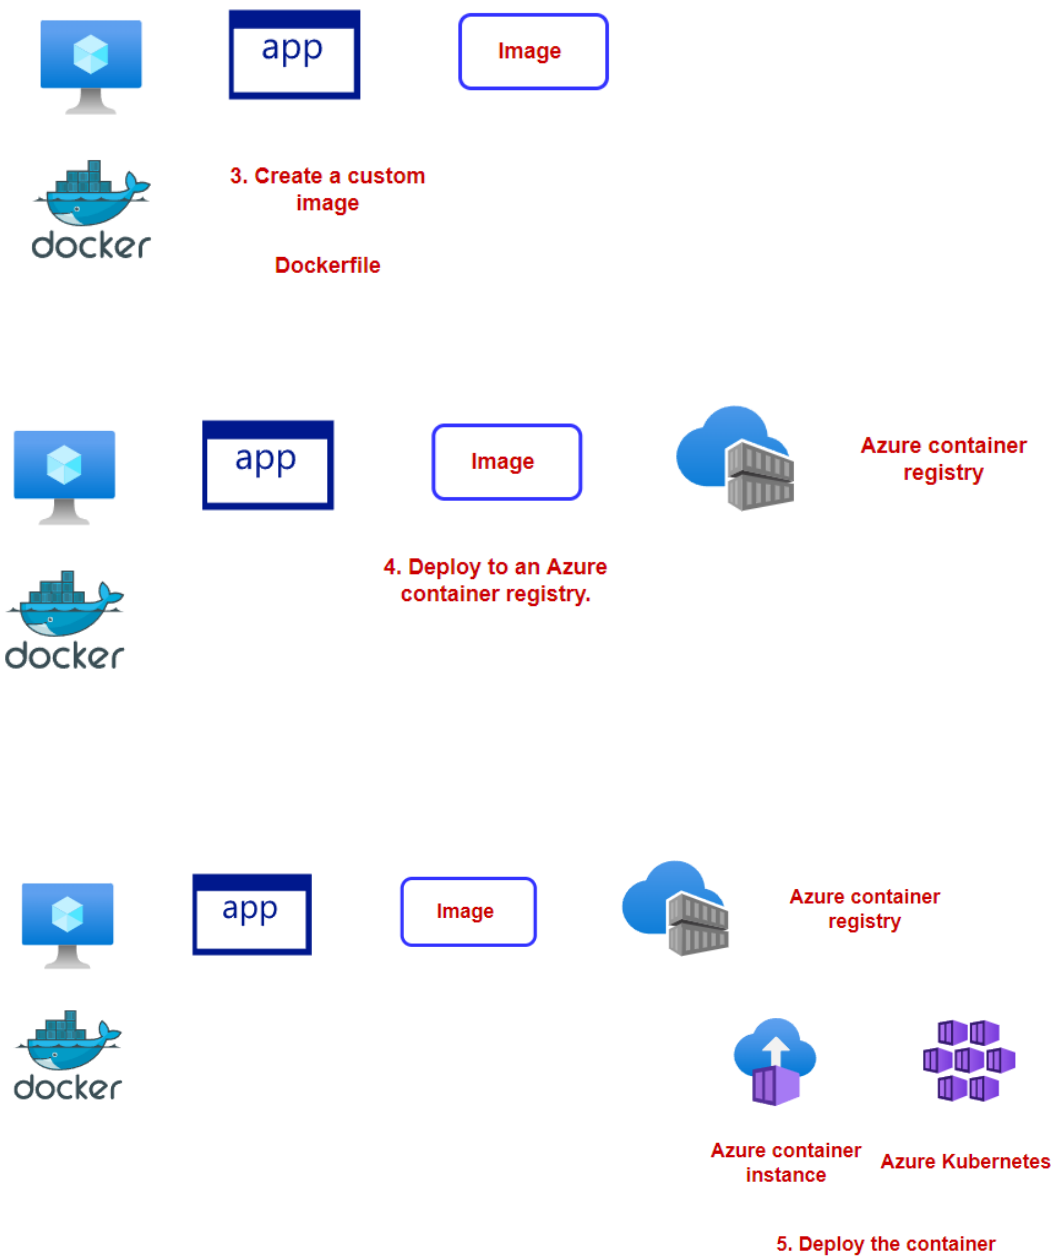 app
Image
3. Create a custom
image
docker
Dockerfile
app
Image
Azure container
registry
4. Deploy to an Azure
container registry.
docker
app
Image
Azure container
registry
docker
Azure container
instance
Azure Kubernetes
5. Deploy the container